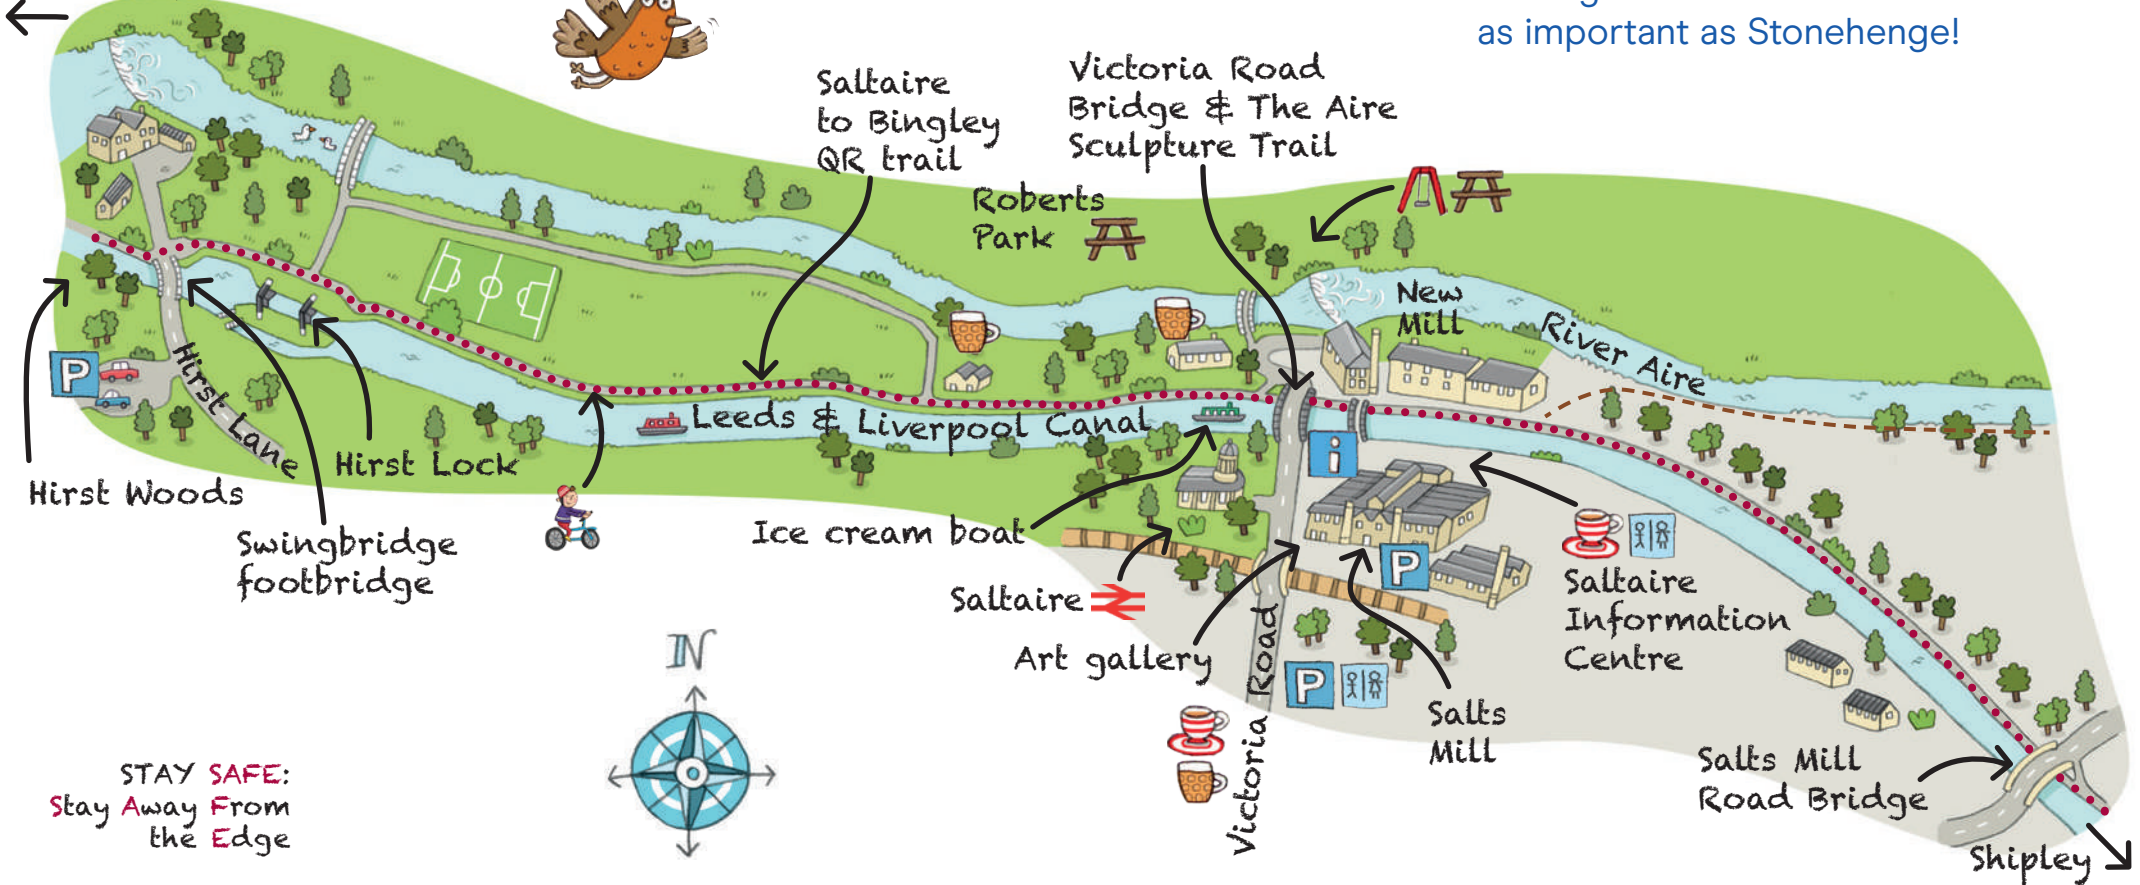 as important as Stonehenge!
Saltaire
to Bingley
QR trail
Victoria Road
Bridge & The Aire
Sculpture Trail
Roberts
Park
New
Mill
River Aire
P
Hirst Lane
Leeds & Liverpool Canal
i
Hirst Woods
Hirst Lock
Swingbridge
footbridge
Ice cream boat
Saltaire
Art gallery
P
Saltaire
Information
Centre
Victoria Road
P
Salts
Mill
Salts Mill
Road Bridge
Shipley
N
STAY SAFE:
Stay Away From
the Edge